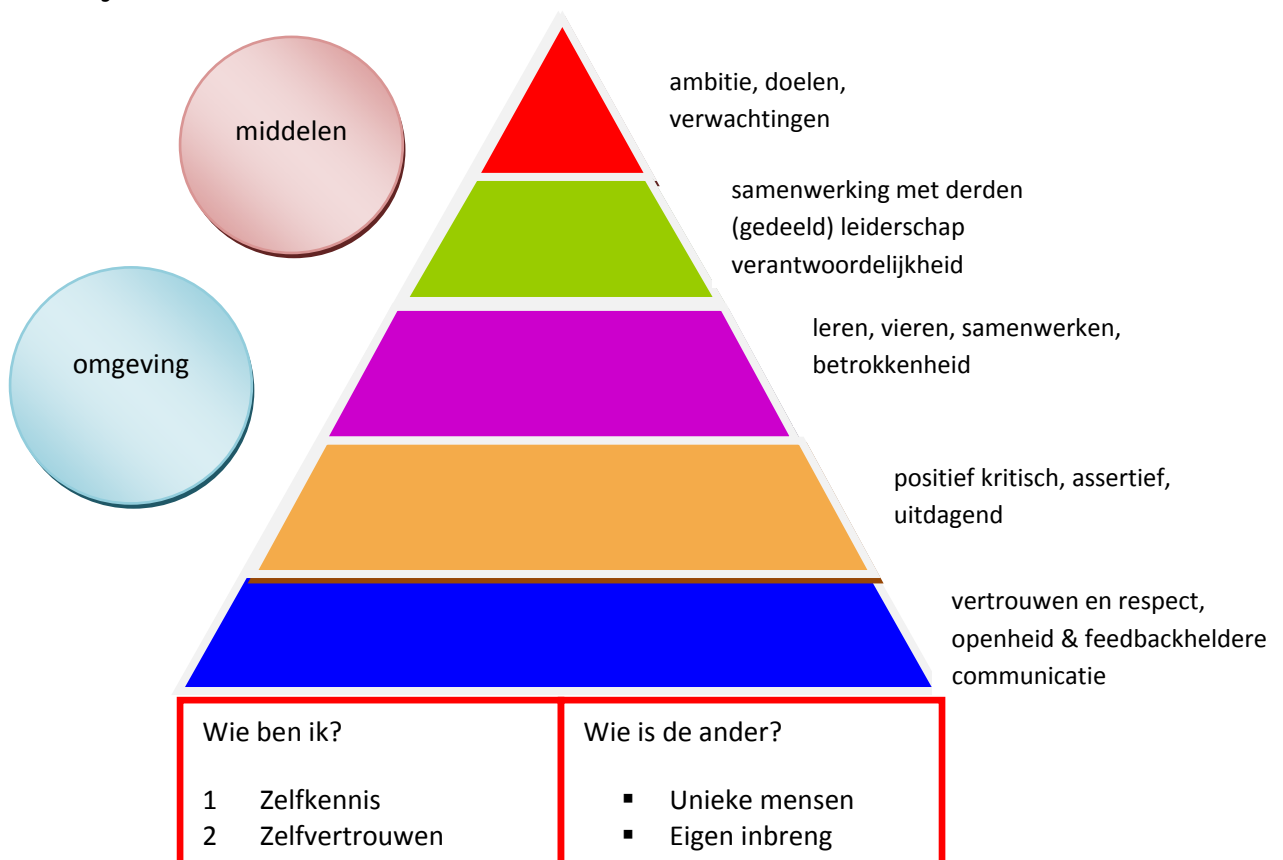 middelen
omgeving
ambitie, doelen,
verwachtingen
samenwerking met derden
(gedeeld) leiderschap
verantwoordelijkheid
leren, vieren, samenwerken,
betrokkenheid
positief kritisch, assertief,
uitdagend
vertrouwen en respect,
openheid & feedbackheldere
communicatie
Wie ben ik?
1 Zelfkennis
2 Zelfvertrouwen
Wie is de ander?
▪ Unieke mensen
▪ Eigen inbreng